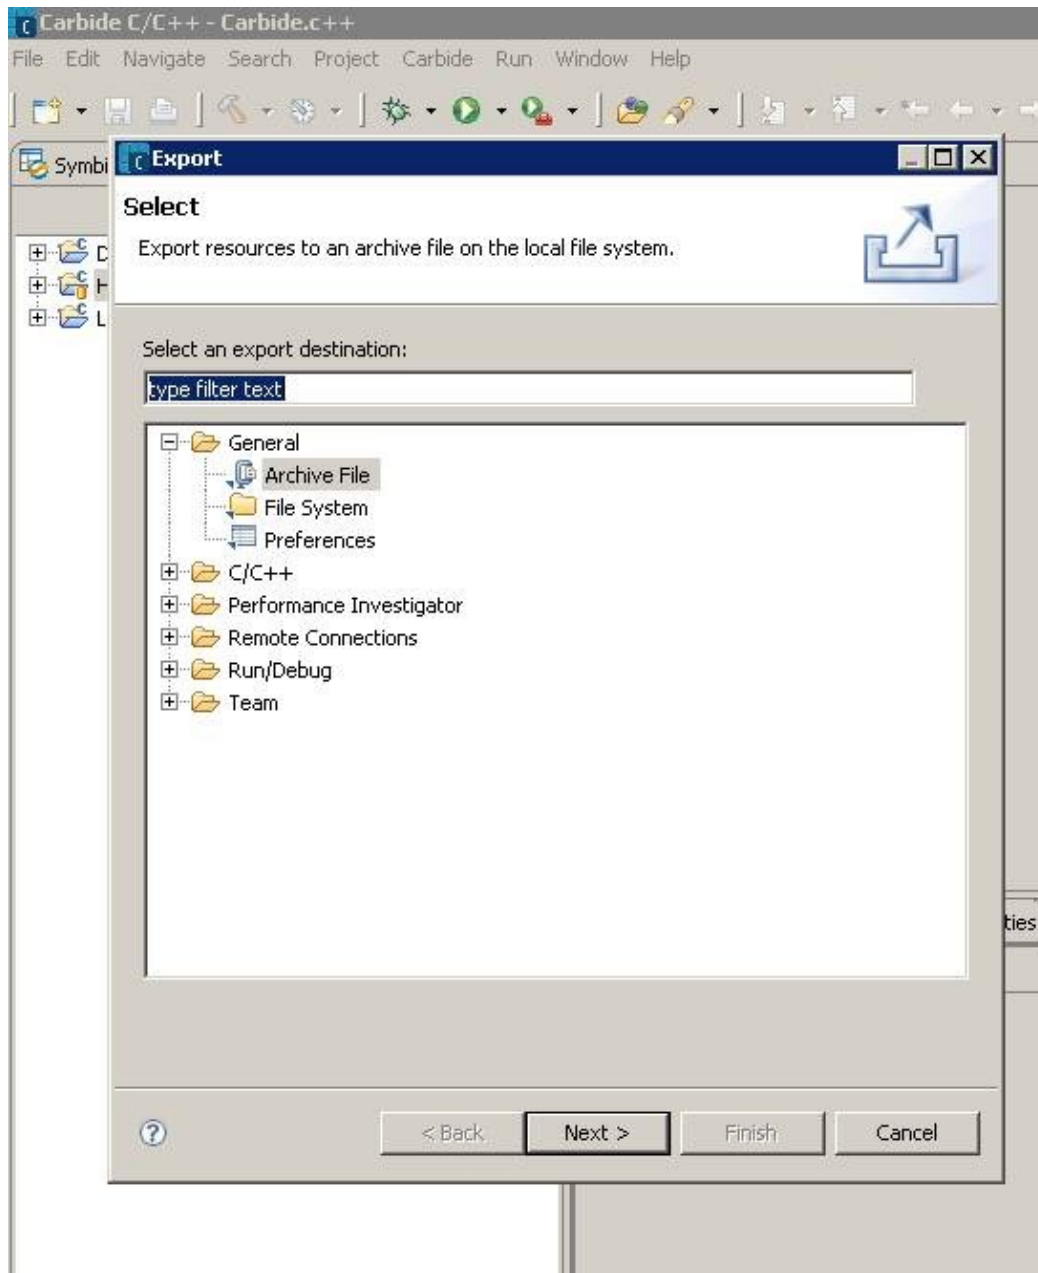 Carbide C/C++ - Carbide.c++
File Edit Navigate Search Project Carbide Run Window Help
Symbi
Export
Select
Export resources to an archive file on the local file system.
D
H
L
Select an export destination:
type filter text
General
Archive File
File System
Preferences
C/C++
Performance Investigator
Remote Connections
Run/Debug
Team
ties
< Back Next > Finish Cancel